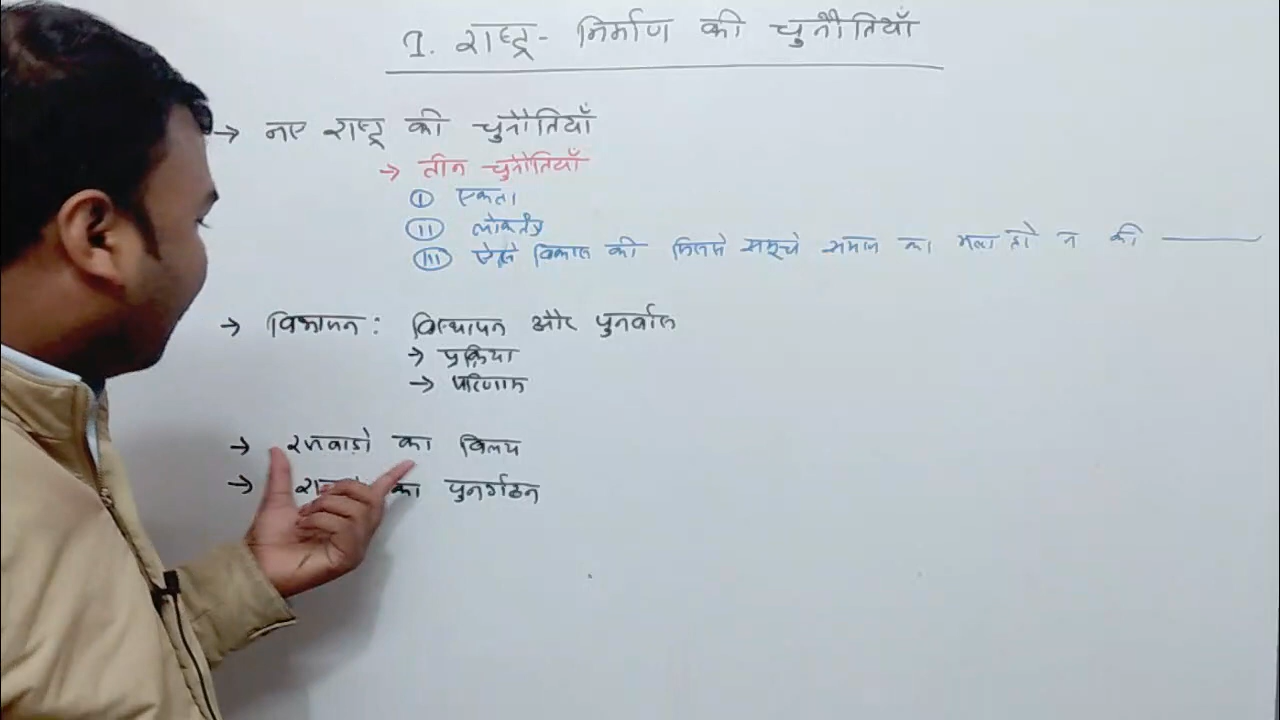 1. राष्ट्र - निर्माण की चुनौतियाँ
→ नए राष्ट्र की चुनौतियाँ
→ तीन चुनौतियाँ
I एकता
II लोकतंत्र
III ऐसे विकास की जिससे समूचे समाज का भला हो न की
→ विभाजन : विस्थापन और पुनर्वास
→ प्रक्रिया
→ परिणाम
→ रजवाड़ो का विलय
→ का पुनर्गठन